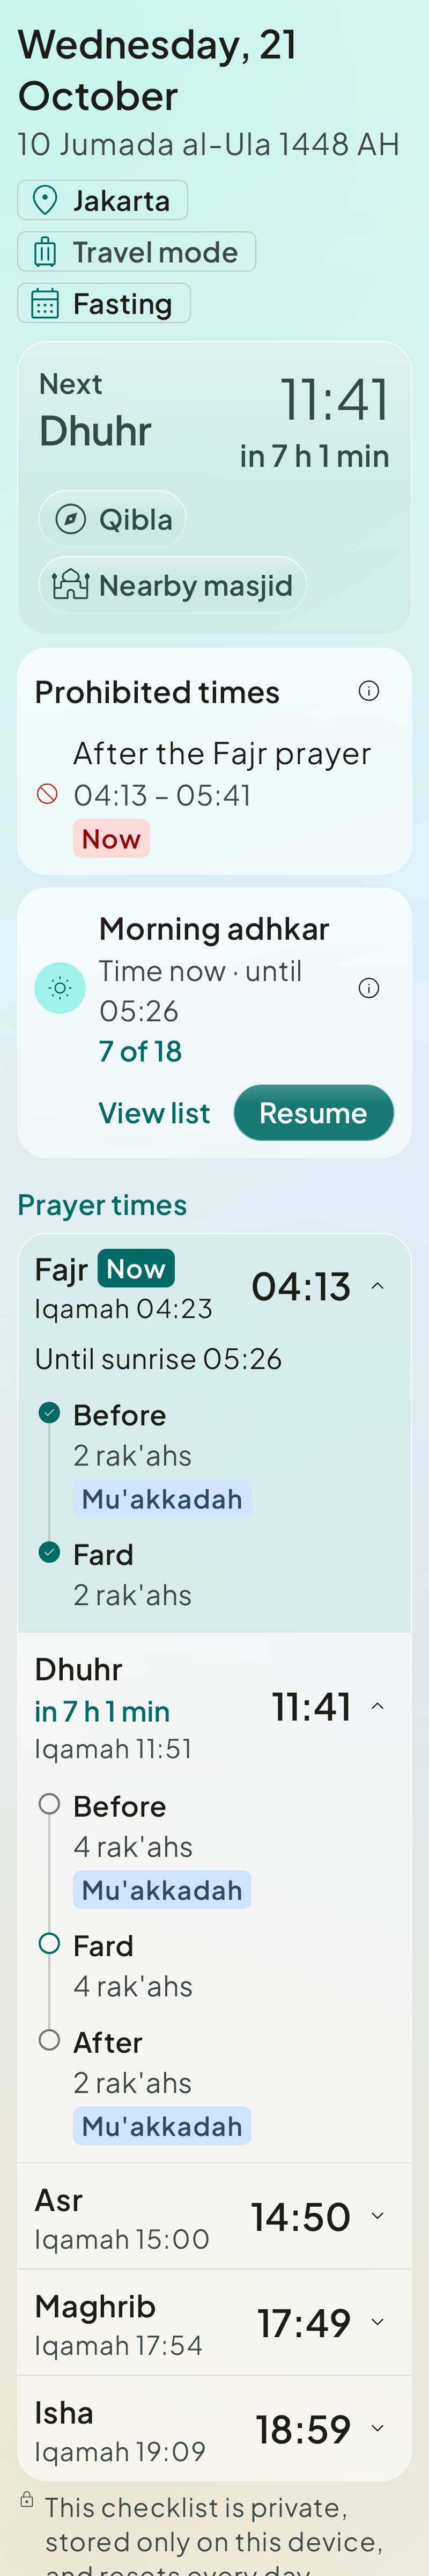 Wednesday, 21
October
10 Jumada al-Ula 1448 AH
Jakarta
Travel mode
Fasting
Next
Dhuhr
11:41
in 7 h 1 min
Qibla
Nearby masjid
Prohibited times
After the Fajr prayer
04:13 – 05:41
Now
Morning adhkar
Time now · until
05:26
7 of 18
View list
Resume
Prayer times
Fajr Now
Iqamah 04:23
04:13
Until sunrise 05:26
Before
2 rak'ahs
Mu'akkadah
Fard
2 rak'ahs
Dhuhr
in 7 h 1 min
Iqamah 11:51
11:41
Before
4 rak'ahs
Mu'akkadah
Fard
4 rak'ahs
After
2 rak'ahs
Mu'akkadah
Asr
Iqamah 15:00
14:50
Maghrib
Iqamah 17:54
17:49
Isha
Iqamah 19:09
18:59
This checklist is private,
stored only on this device,
and resets every day